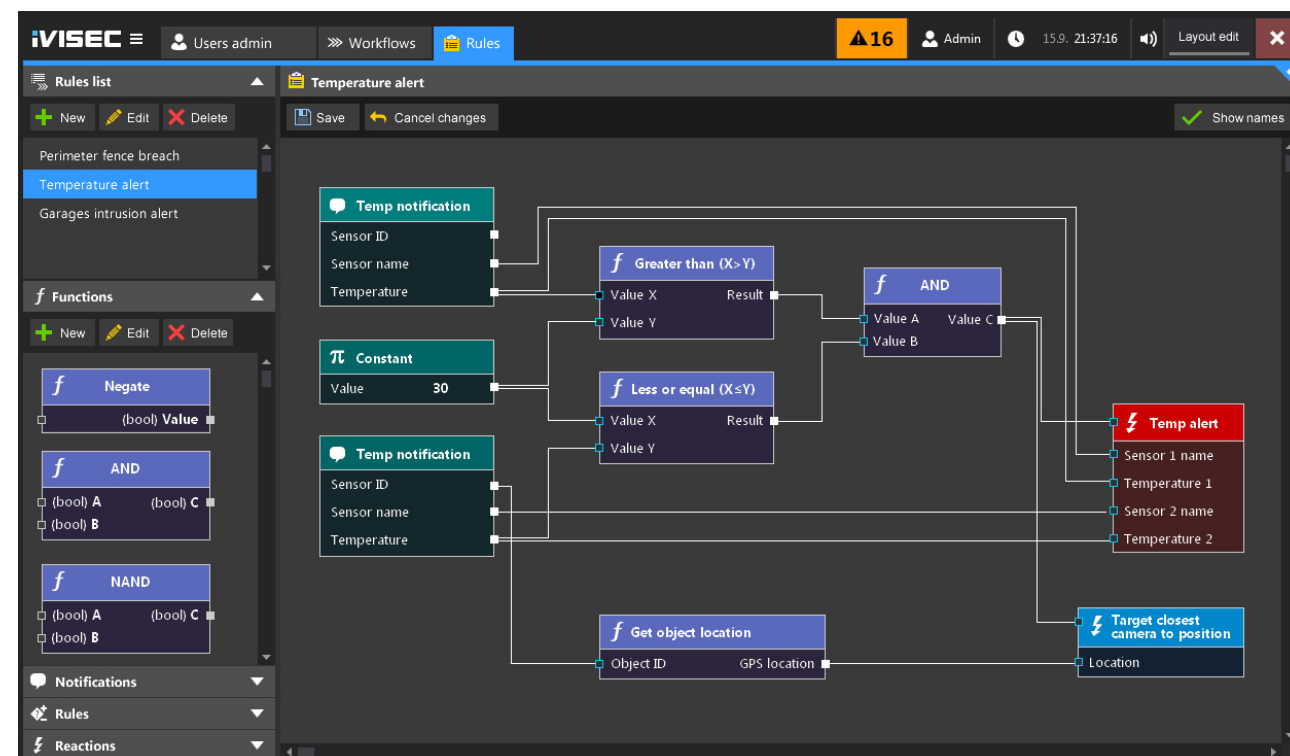 iVISEC
Users admin
Workflows
Rules
16
Admin
15.9. 21:37:16
Layout edit
Rules list
New
Edit
Delete
Perimeter fence breach
Temperature alert
Garages intrusion alert
f Functions
New
Edit
Delete
f Negate
(bool) Value
f AND
(bool) A (bool) C
(bool) B
f NAND
(bool) A (bool) C
(bool) B
Notifications
Rules
Reactions
Temperature alert
Save
Cancel changes
Show names
Temp notification
Sensor ID
Sensor name
Temperature
π Constant
Value 30
Temp notification
Sensor ID
Sensor name
Temperature
f Greater than (X>Y)
Value X Result
Value Y
f Less or equal (X≤Y)
Value X Result
Value Y
f AND
Value A Value C
Value B
Temp alert
Sensor 1 name
Temperature 1
Sensor 2 name
Temperature 2
f Get object location
Object ID GPS location
Target closest
camera to position
Location